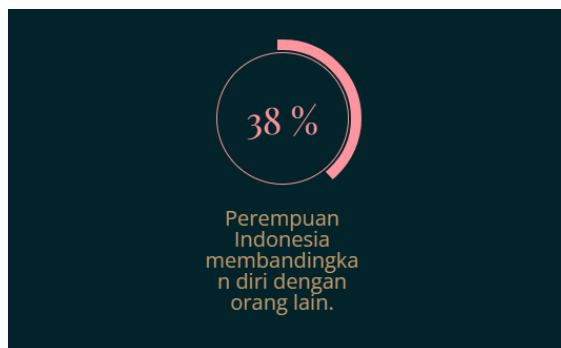 38 %
Perempuan
Indonesia
membandingka
n diri dengan
orang lain.